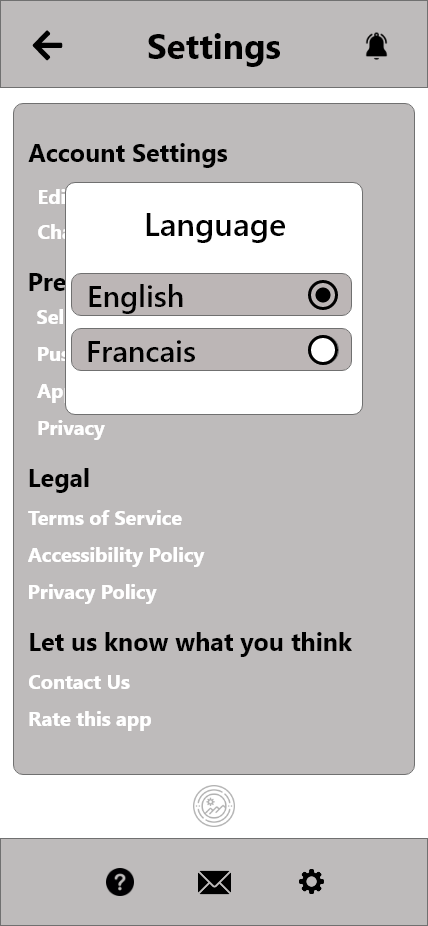 Settings
Account Settings
Language
English
Francais
Privacy
Legal
Terms of Service
Accessibility Policy
Privacy Policy
Let us know what you think
Contact Us
Rate this app